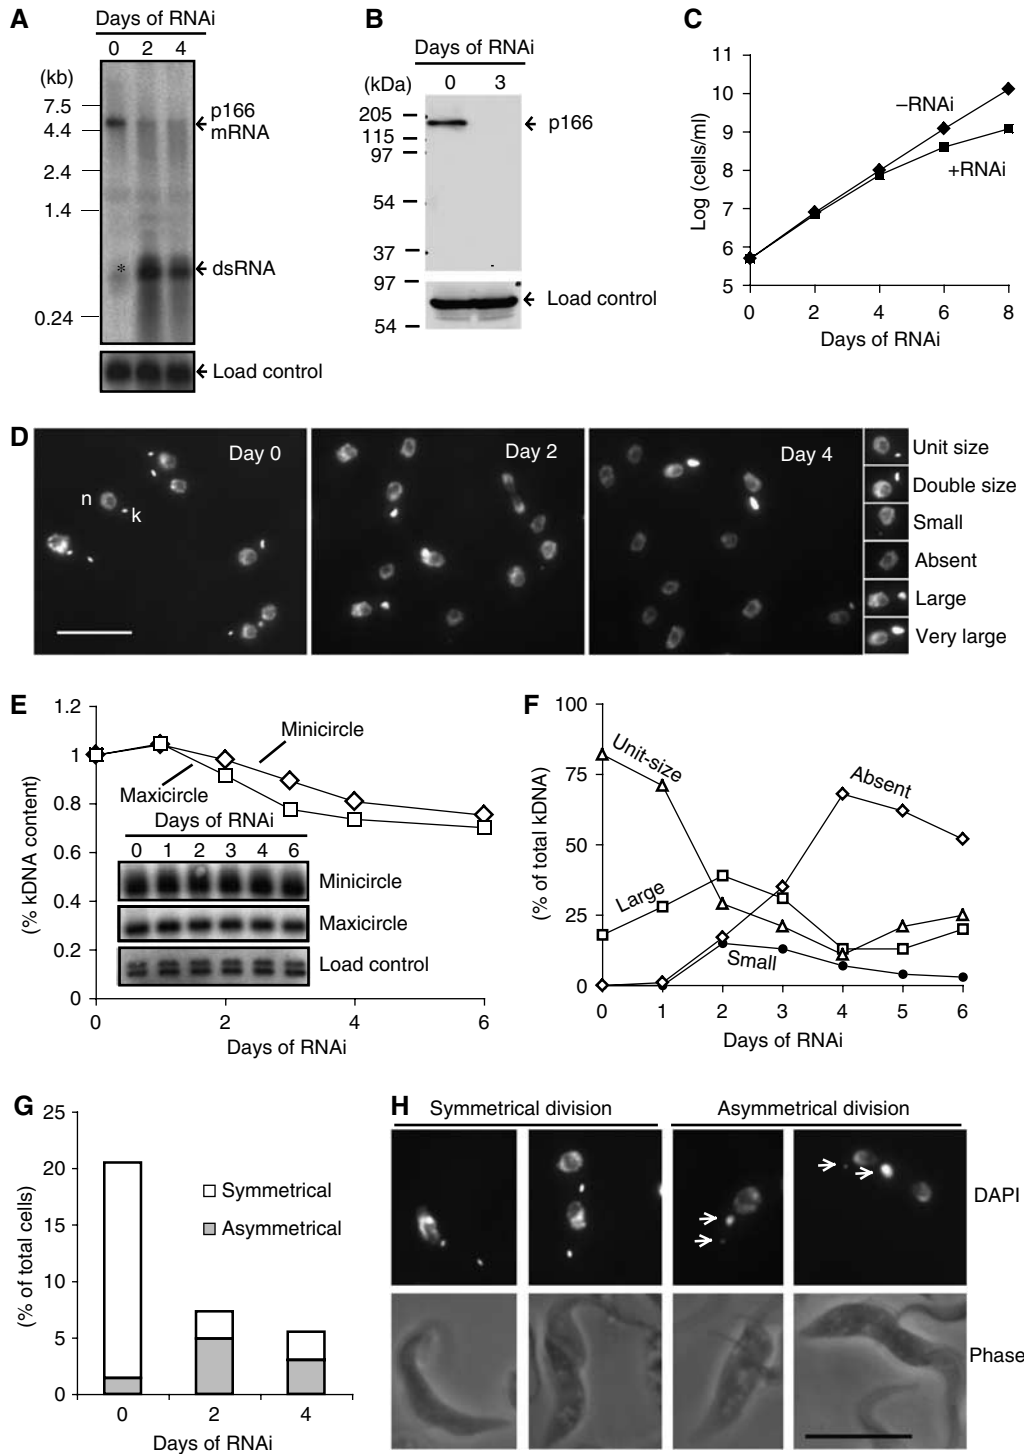 A
Days of RNAi
0 2 4
(kb)
7.5
4.4
2.4
1.4
0.24
p166
mRNA
*
dsRNA
Load control
B
Days of RNAi
(kDa) 0 3
205
115
97
54
37
97
54
p166
Load control
C
Log (cells/ml)
11
10
9
8
7
6
5
–RNAi
+RNAi
0 2 4 6 8
Days of RNAi
D
Day 0
n
k
Day 2
Day 4
Unit size
Double size
Small
Absent
Large
Very large
E
(% kDNA content)
1.2
1
0.8
0.6
0.4
0.2
0
Minicircle
Maxicircle
Days of RNAi
0 1 2 3 4 6
Minicircle
Maxicircle
Load control
0 2 4 6
Days of RNAi
F
(% of total kDNA)
100
75
50
25
0
Unit-size
Absent
Large
Small
0 1 2 3 4 5 6
Days of RNAi
G
(% of total cells)
25
20
15
10
5
0
Symmetrical
Asymmetrical
0 2 4
Days of RNAi
H
Symmetrical division
Asymmetrical division
DAPI
Phase